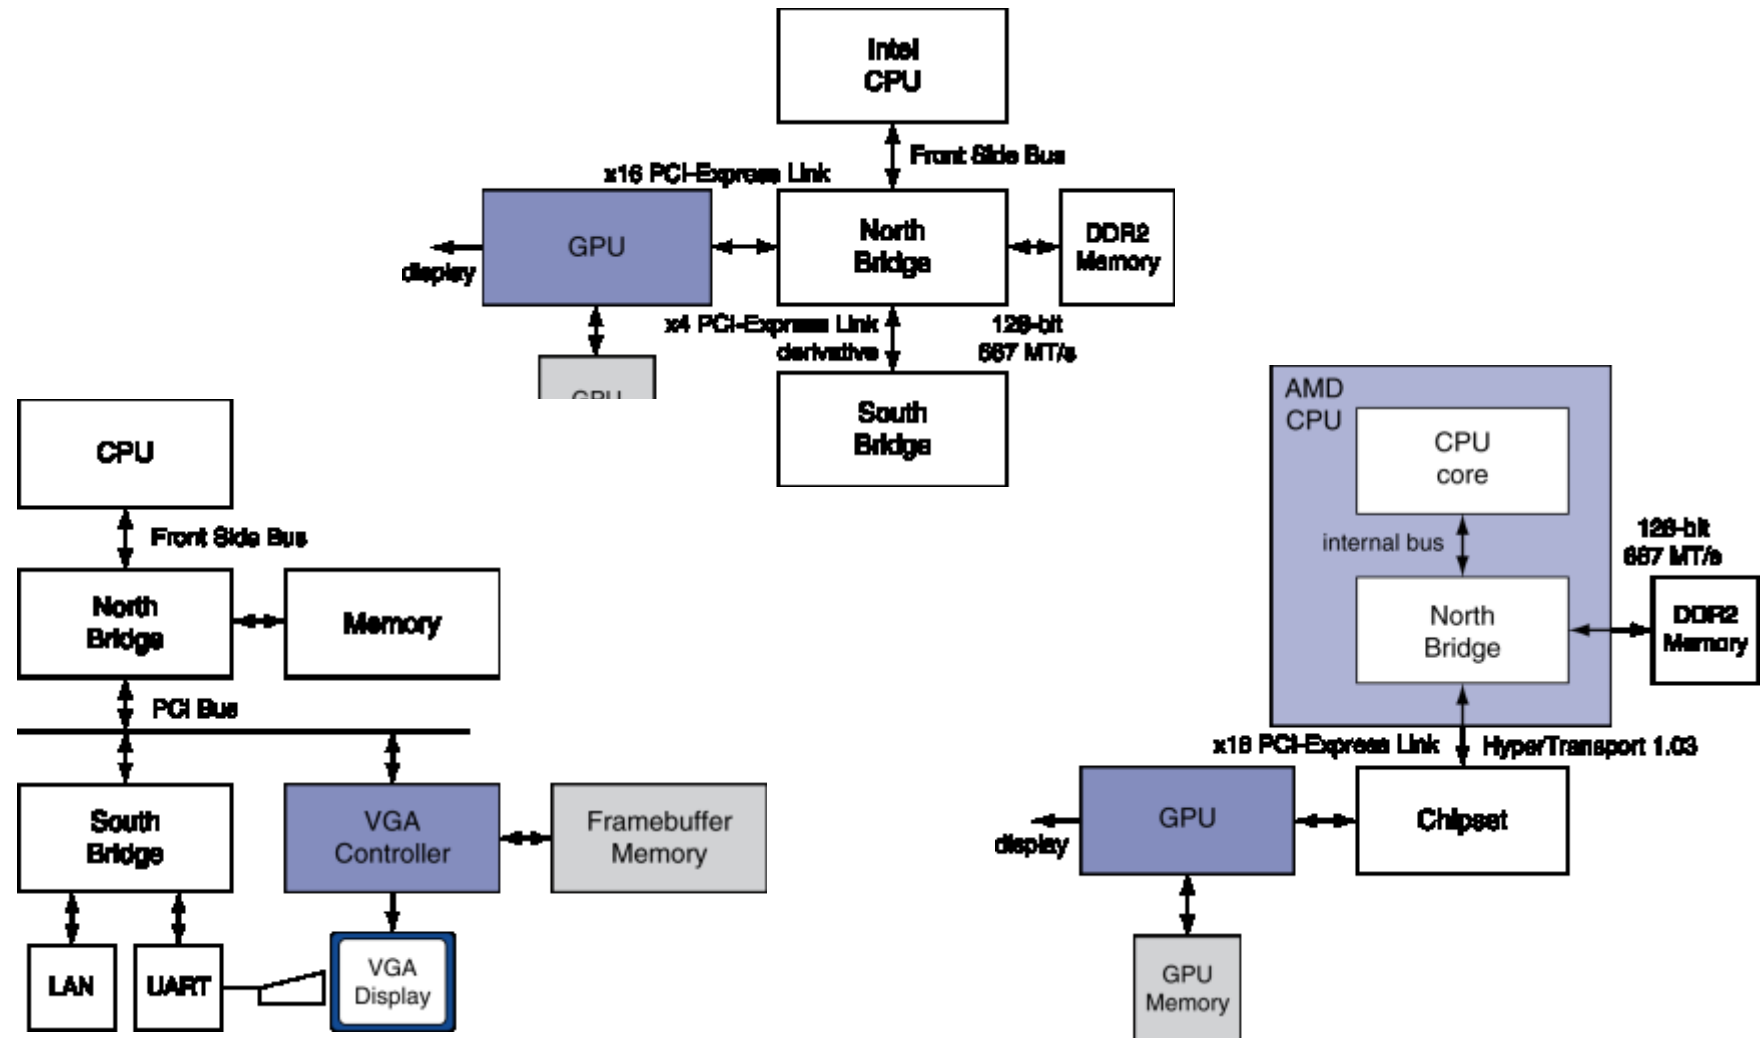 Intel
CPU
Front Side Bus
x16 PCI-Express Link
GPU
North
Bridge
DDR2
Memory
display
x4 PCI-Express Link
derivative
128-bit
667 MT/s
GPU
South
Bridge
CPU
Front Side Bus
North
Bridge
Memory
PCI Bus
South
Bridge
VGA
Controller
Framebuffer
Memory
LAN
UART
VGA
Display
AMD
CPU
CPU
core
internal bus
128-bit
667 MT/s
North
Bridge
DDR2
Memory
x16 PCI-Express Link
HyperTransport 1.03
GPU
Chipset
display
GPU
Memory